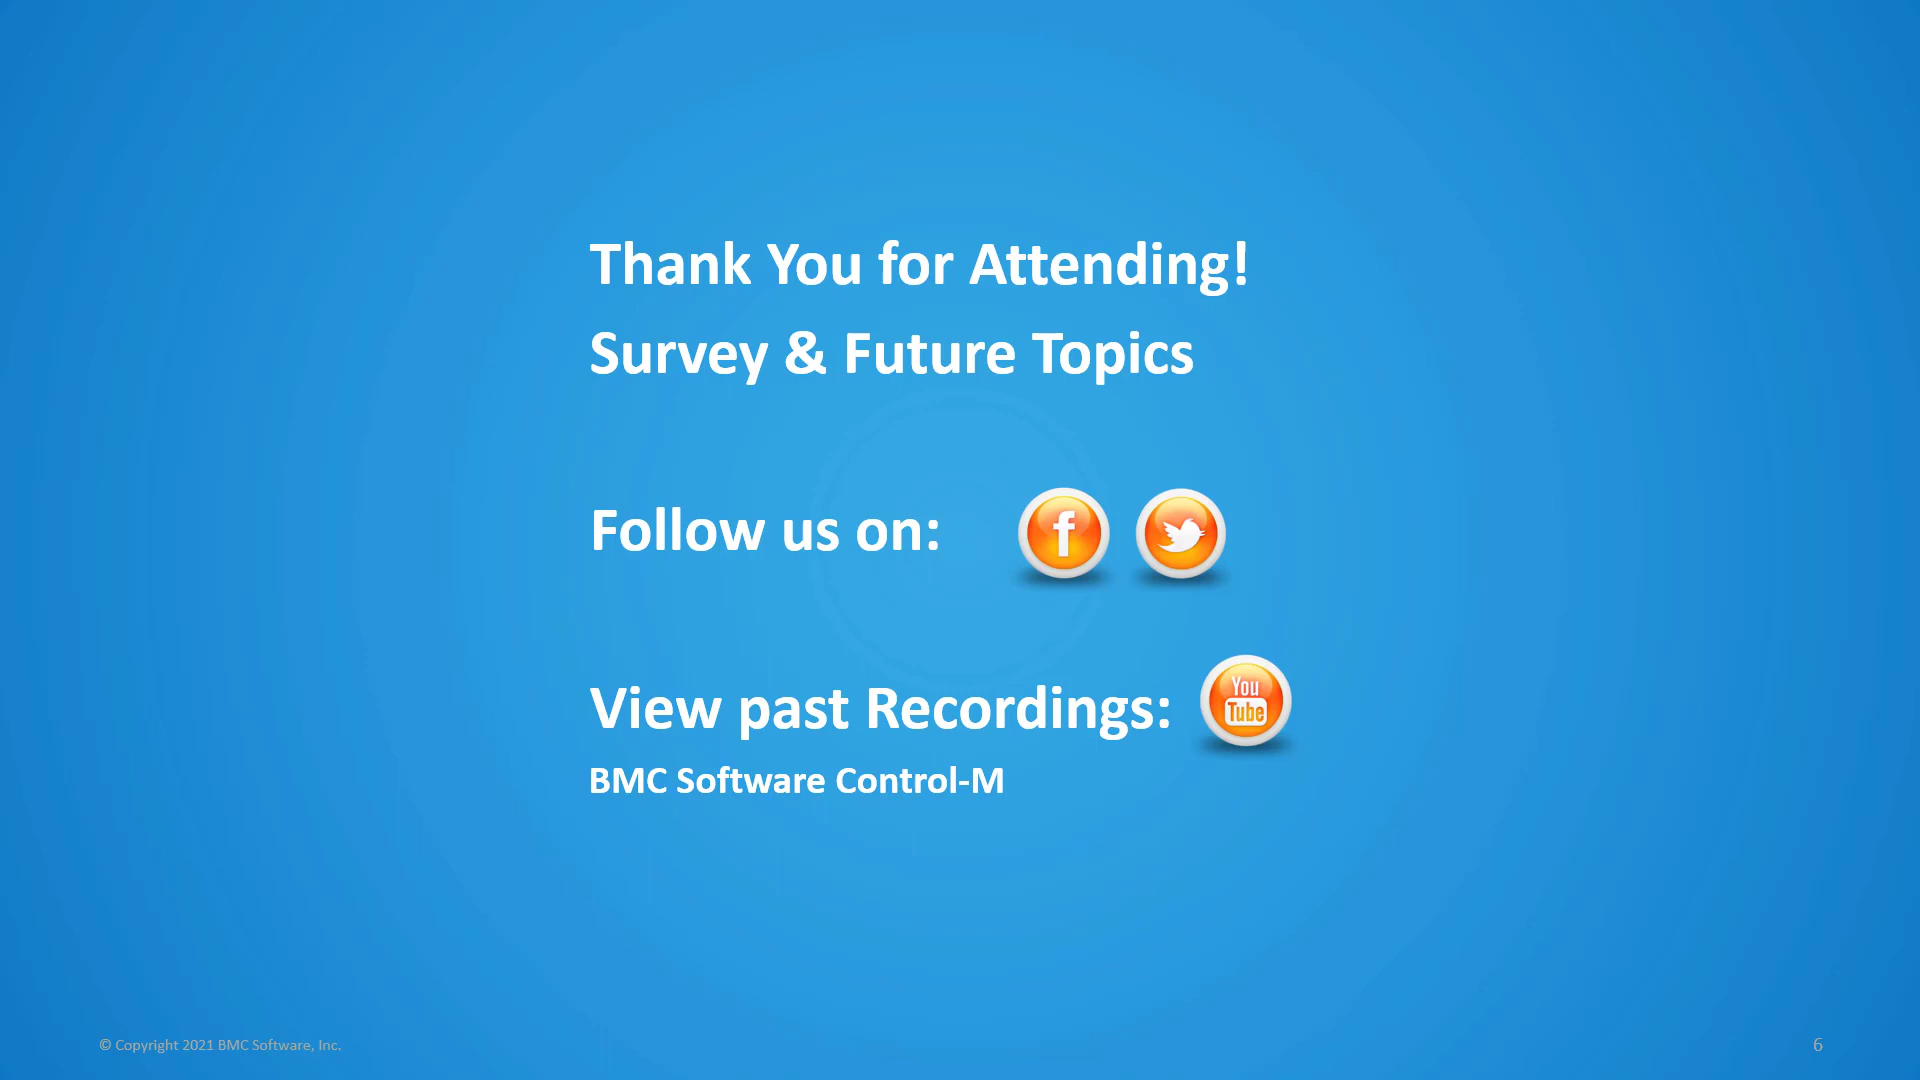 Thank You for Attending!
Survey & Future Topics
Follow us on:
f
View past Recordings:
You
Tube
BMC Software Control-M
© Copyright 2021 BMC Software, Inc.
6